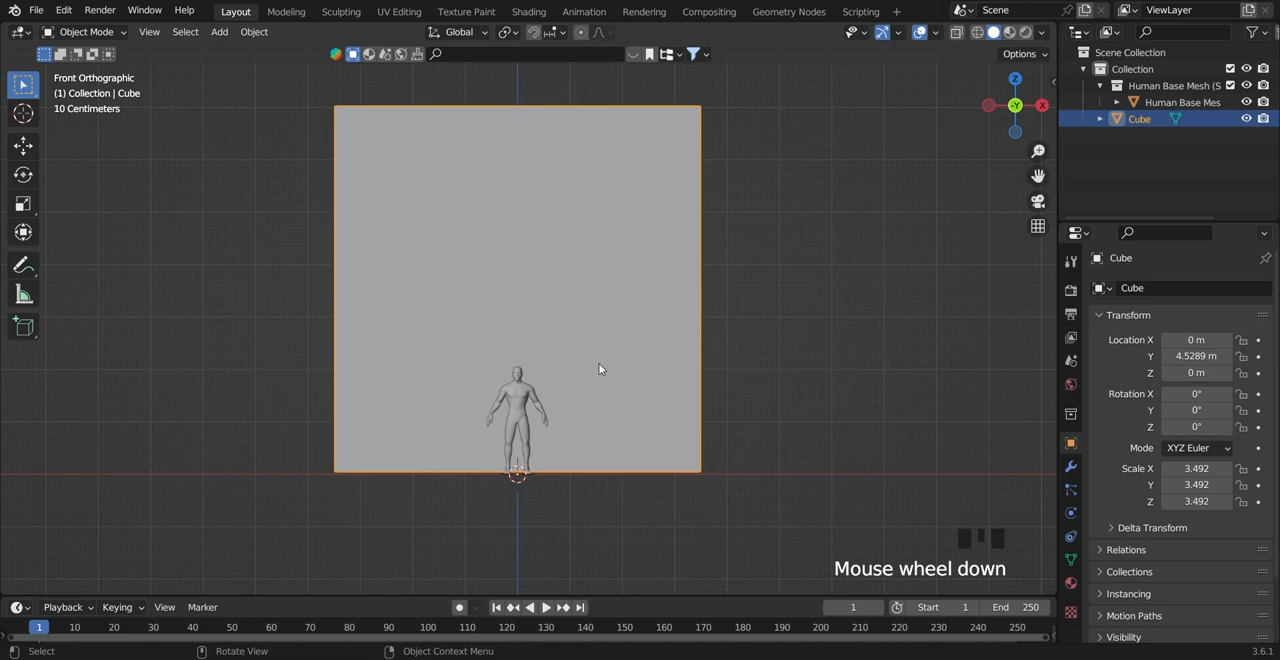 File Edit Render Window Help Layout Modeling Sculpting UV Editing Texture Paint Shading Animation Rendering Compositing Geometry Nodes Scripting + Scene ViewLayer
Object Mode View Select Add Object Global
Options
Front Orthographic
(1) Collection | Cube
10 Centimeters
X
-Y
Z
Scene Collection
Collection
Human Base Mesh (S
Human Base Mes
Cube
Cube
Cube
Transform
Location X 0 m
Y 4.5289 m
Z 0 m
Rotation X 0°
Y 0°
Z 0°
Mode XYZ Euler
Scale X 3.492
Y 3.492
Z 3.492
Delta Transform
Relations
Collections
Instancing
Motion Paths
Visibility
Mouse wheel down
Playback Keying View Marker 1 Start 1 End 250
1 10 20 30 40 50 60 70 80 90 100 110 120 130 140 150 160 170 180 190 200 210 220 230 240 250
Select Rotate View Object Context Menu 3.6.1